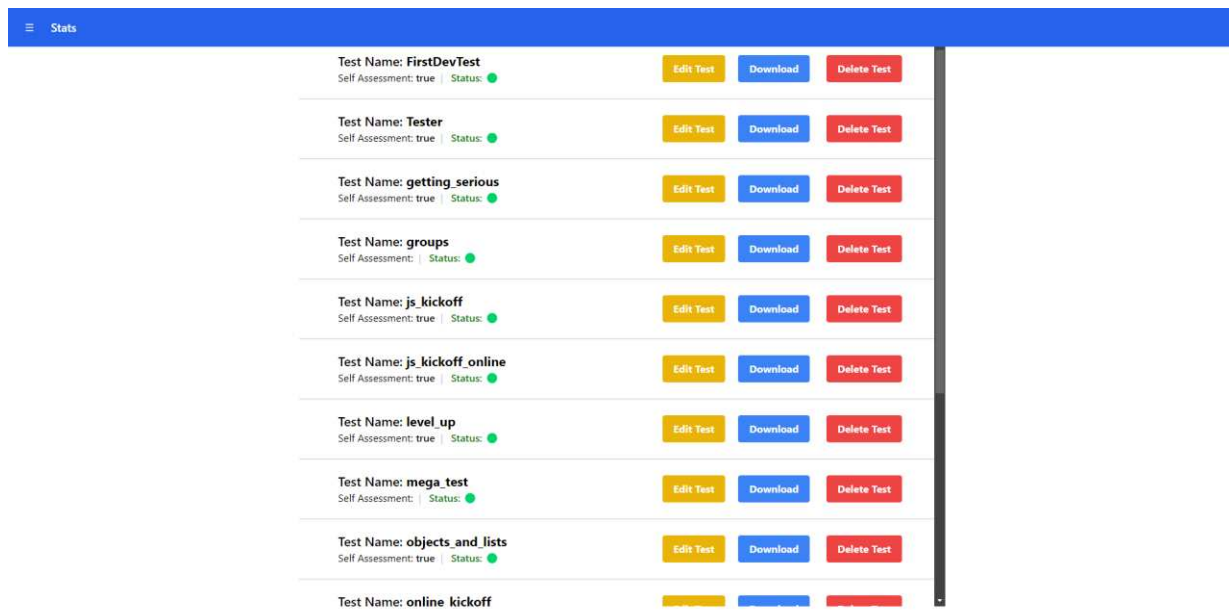 ☰ Stats
Test Name: FirstDevTest
Self Assessment: true | Status:
Edit Test Download Delete Test
Test Name: Tester
Self Assessment: true | Status:
Edit Test Download Delete Test
Test Name: getting_serious
Self Assessment: true | Status:
Edit Test Download Delete Test
Test Name: groups
Self Assessment: | Status:
Edit Test Download Delete Test
Test Name: js_kickoff
Self Assessment: true | Status:
Edit Test Download Delete Test
Test Name: js_kickoff_online
Self Assessment: true | Status:
Edit Test Download Delete Test
Test Name: level_up
Self Assessment: true | Status:
Edit Test Download Delete Test
Test Name: mega_test
Self Assessment: | Status:
Edit Test Download Delete Test
Test Name: objects_and_lists
Self Assessment: true | Status:
Edit Test Download Delete Test
Test Name: online_kickoff